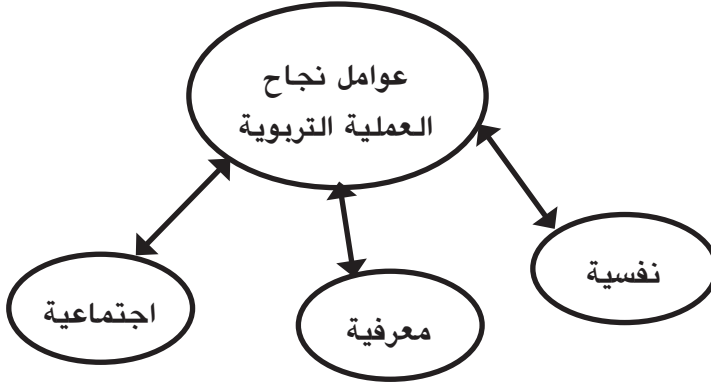 عوامل نجاح
العملية التربوية
نفسية
معرفية
اجتماعية